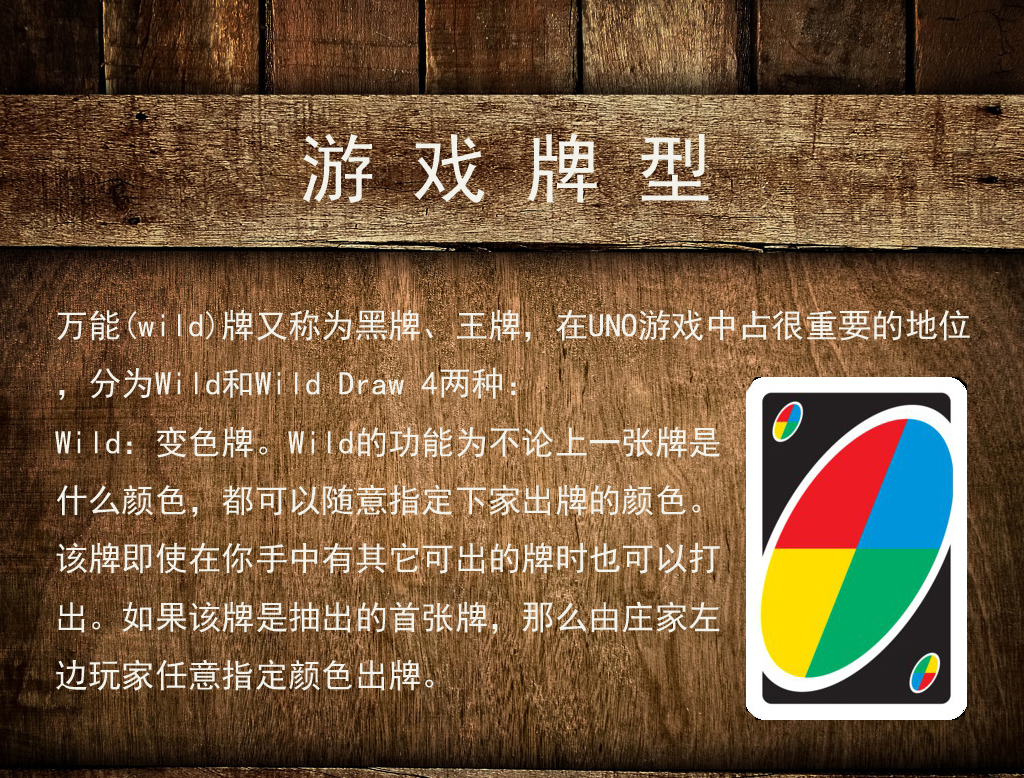 游戏牌型
万能(wild)牌又称为黑牌、王牌，在UNO游戏中占很重要的地位
，分为Wild和Wild Draw 4两种：
Wild：变色牌。Wild的功能为不论上一张牌是
什么颜色，都可以随意指定下家出牌的颜色。
该牌即使在你手中有其它可出的牌时也可以打
出。如果该牌是抽出的首张牌，那么由庄家左
边玩家任意指定颜色出牌。